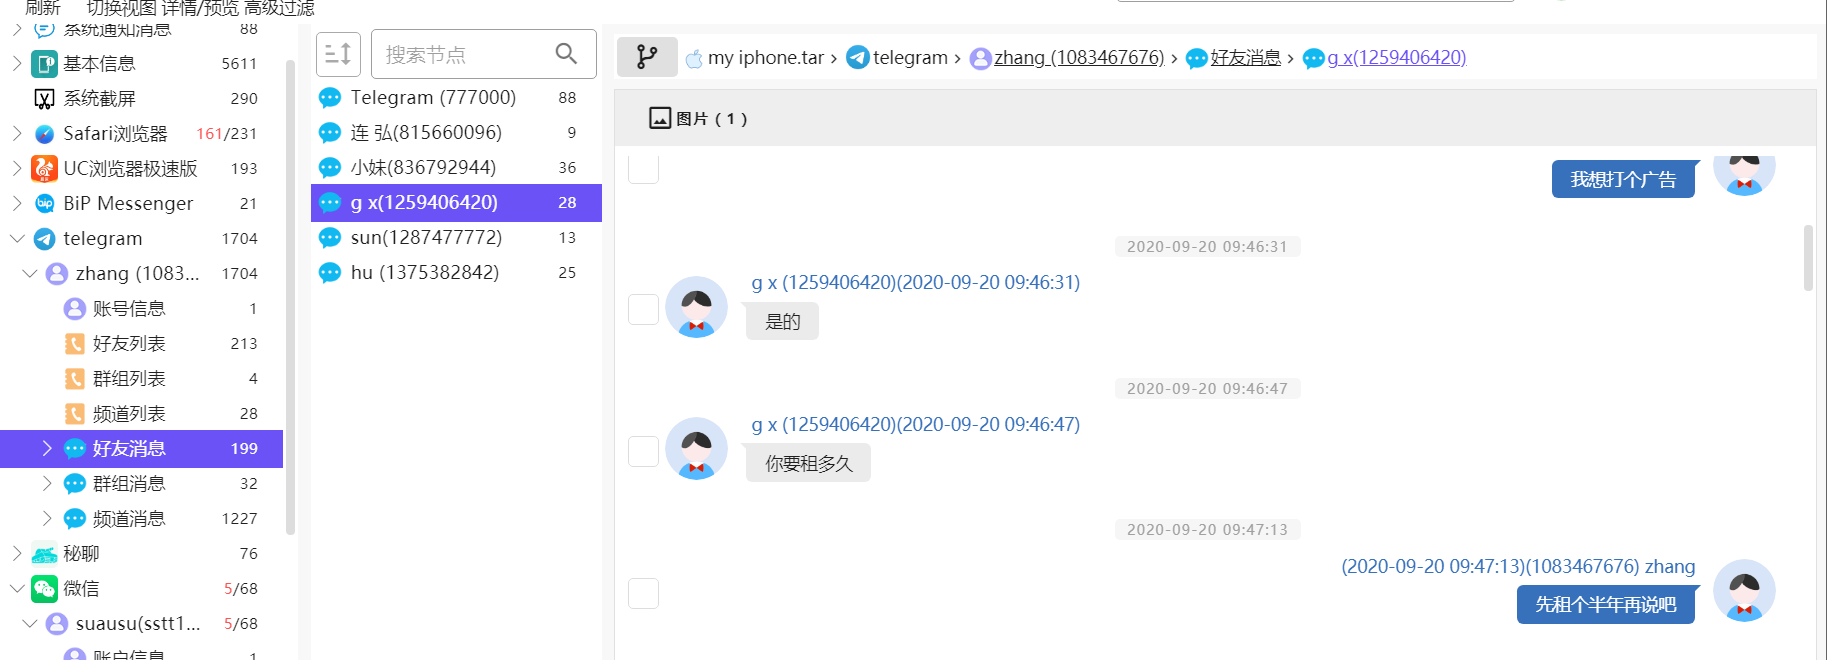 刷新 切换视图 详情/预览 高级过滤
系统通知消息 88
基本信息 5611
系统截屏 290
Safari浏览器 161/231
UC浏览器极速版 193
BiP Messenger 21
telegram 1704
zhang (1083... 1704
账号信息 1
好友列表 213
群组列表 4
频道列表 28
好友消息 199
群组消息 32
频道消息 1227
秘聊 76
微信 5/68
suausu(sstt1... 5/68
账户信息 1
搜索节点
Telegram (777000) 88
连 弘(815660096) 9
小妹(836792944) 36
g x(1259406420) 28
sun(1287477772) 13
hu (1375382842) 25
my iphone.tar › telegram › zhang (1083467676) › 好友消息 › g x(1259406420)
图片 ( 1 )
我想打个广告
2020-09-20 09:46:31
g x (1259406420)(2020-09-20 09:46:31)
是的
2020-09-20 09:46:47
g x (1259406420)(2020-09-20 09:46:47)
你要租多久
2020-09-20 09:47:13
(2020-09-20 09:47:13)(1083467676) zhang
先租个半年再说吧